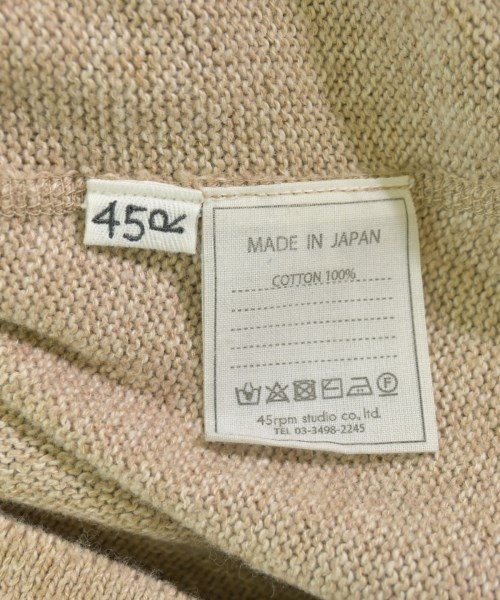 45R
MADE IN JAPAN
COTTON 100%
45rpm studio co., ltd.
TEL 03-3498-2245